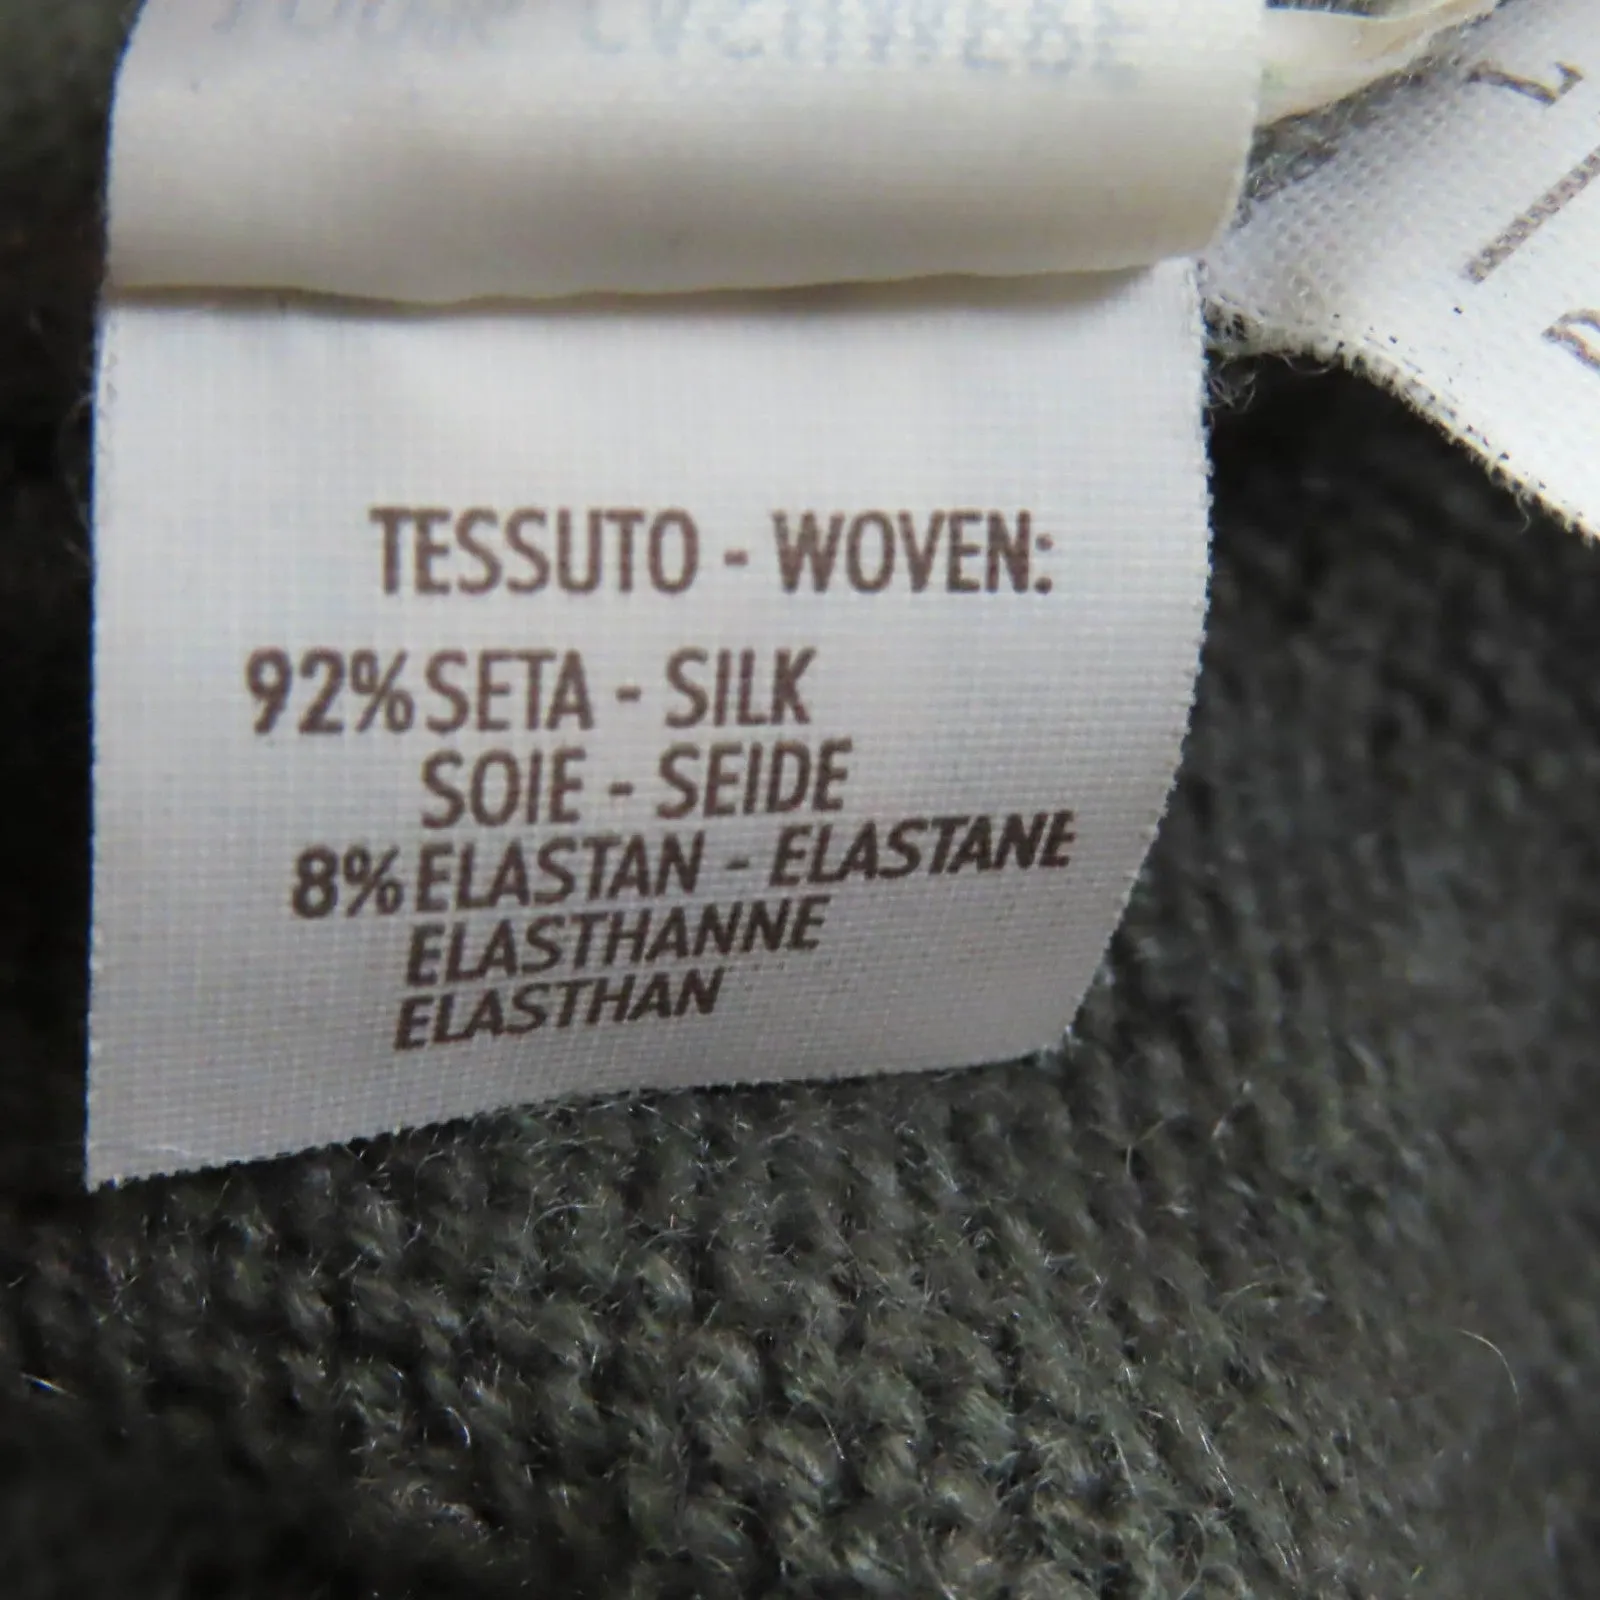 TESSUTO - WOVEN:
92% SETA - SILK
SOIE - SEIDE
8% ELASTAN - ELASTANE
ELASTHANNE
ELASTHAN